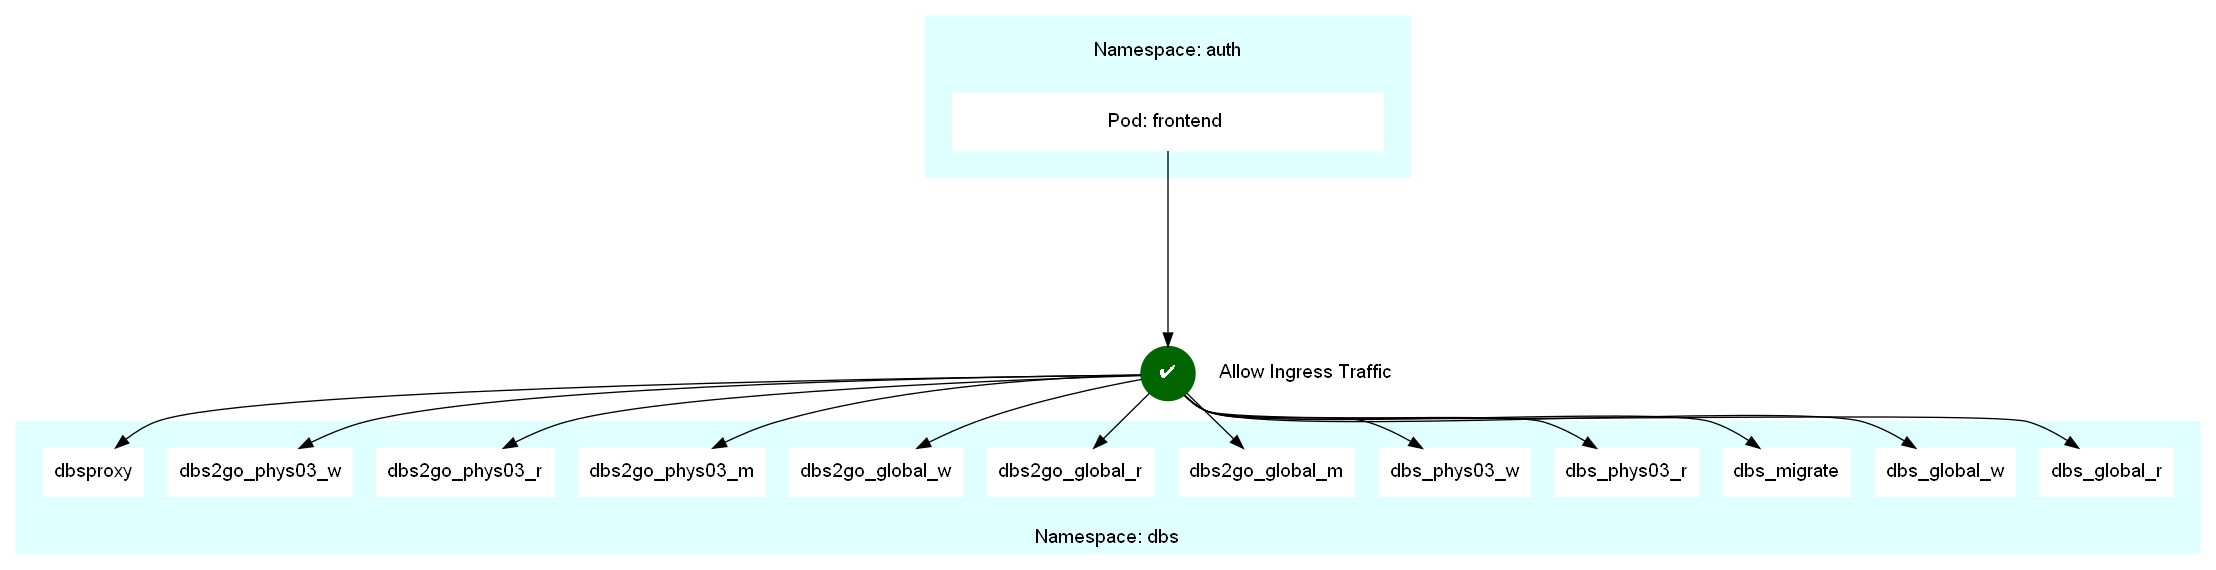 Namespace: auth
Pod: frontend
✔
Allow Ingress Traffic
dbsproxy
dbs2go_phys03_w
dbs2go_phys03_r
dbs2go_phys03_m
dbs2go_global_w
dbs2go_global_r
dbs2go_global_m
dbs_phys03_w
dbs_phys03_r
dbs_migrate
dbs_global_w
dbs_global_r
Namespace: dbs